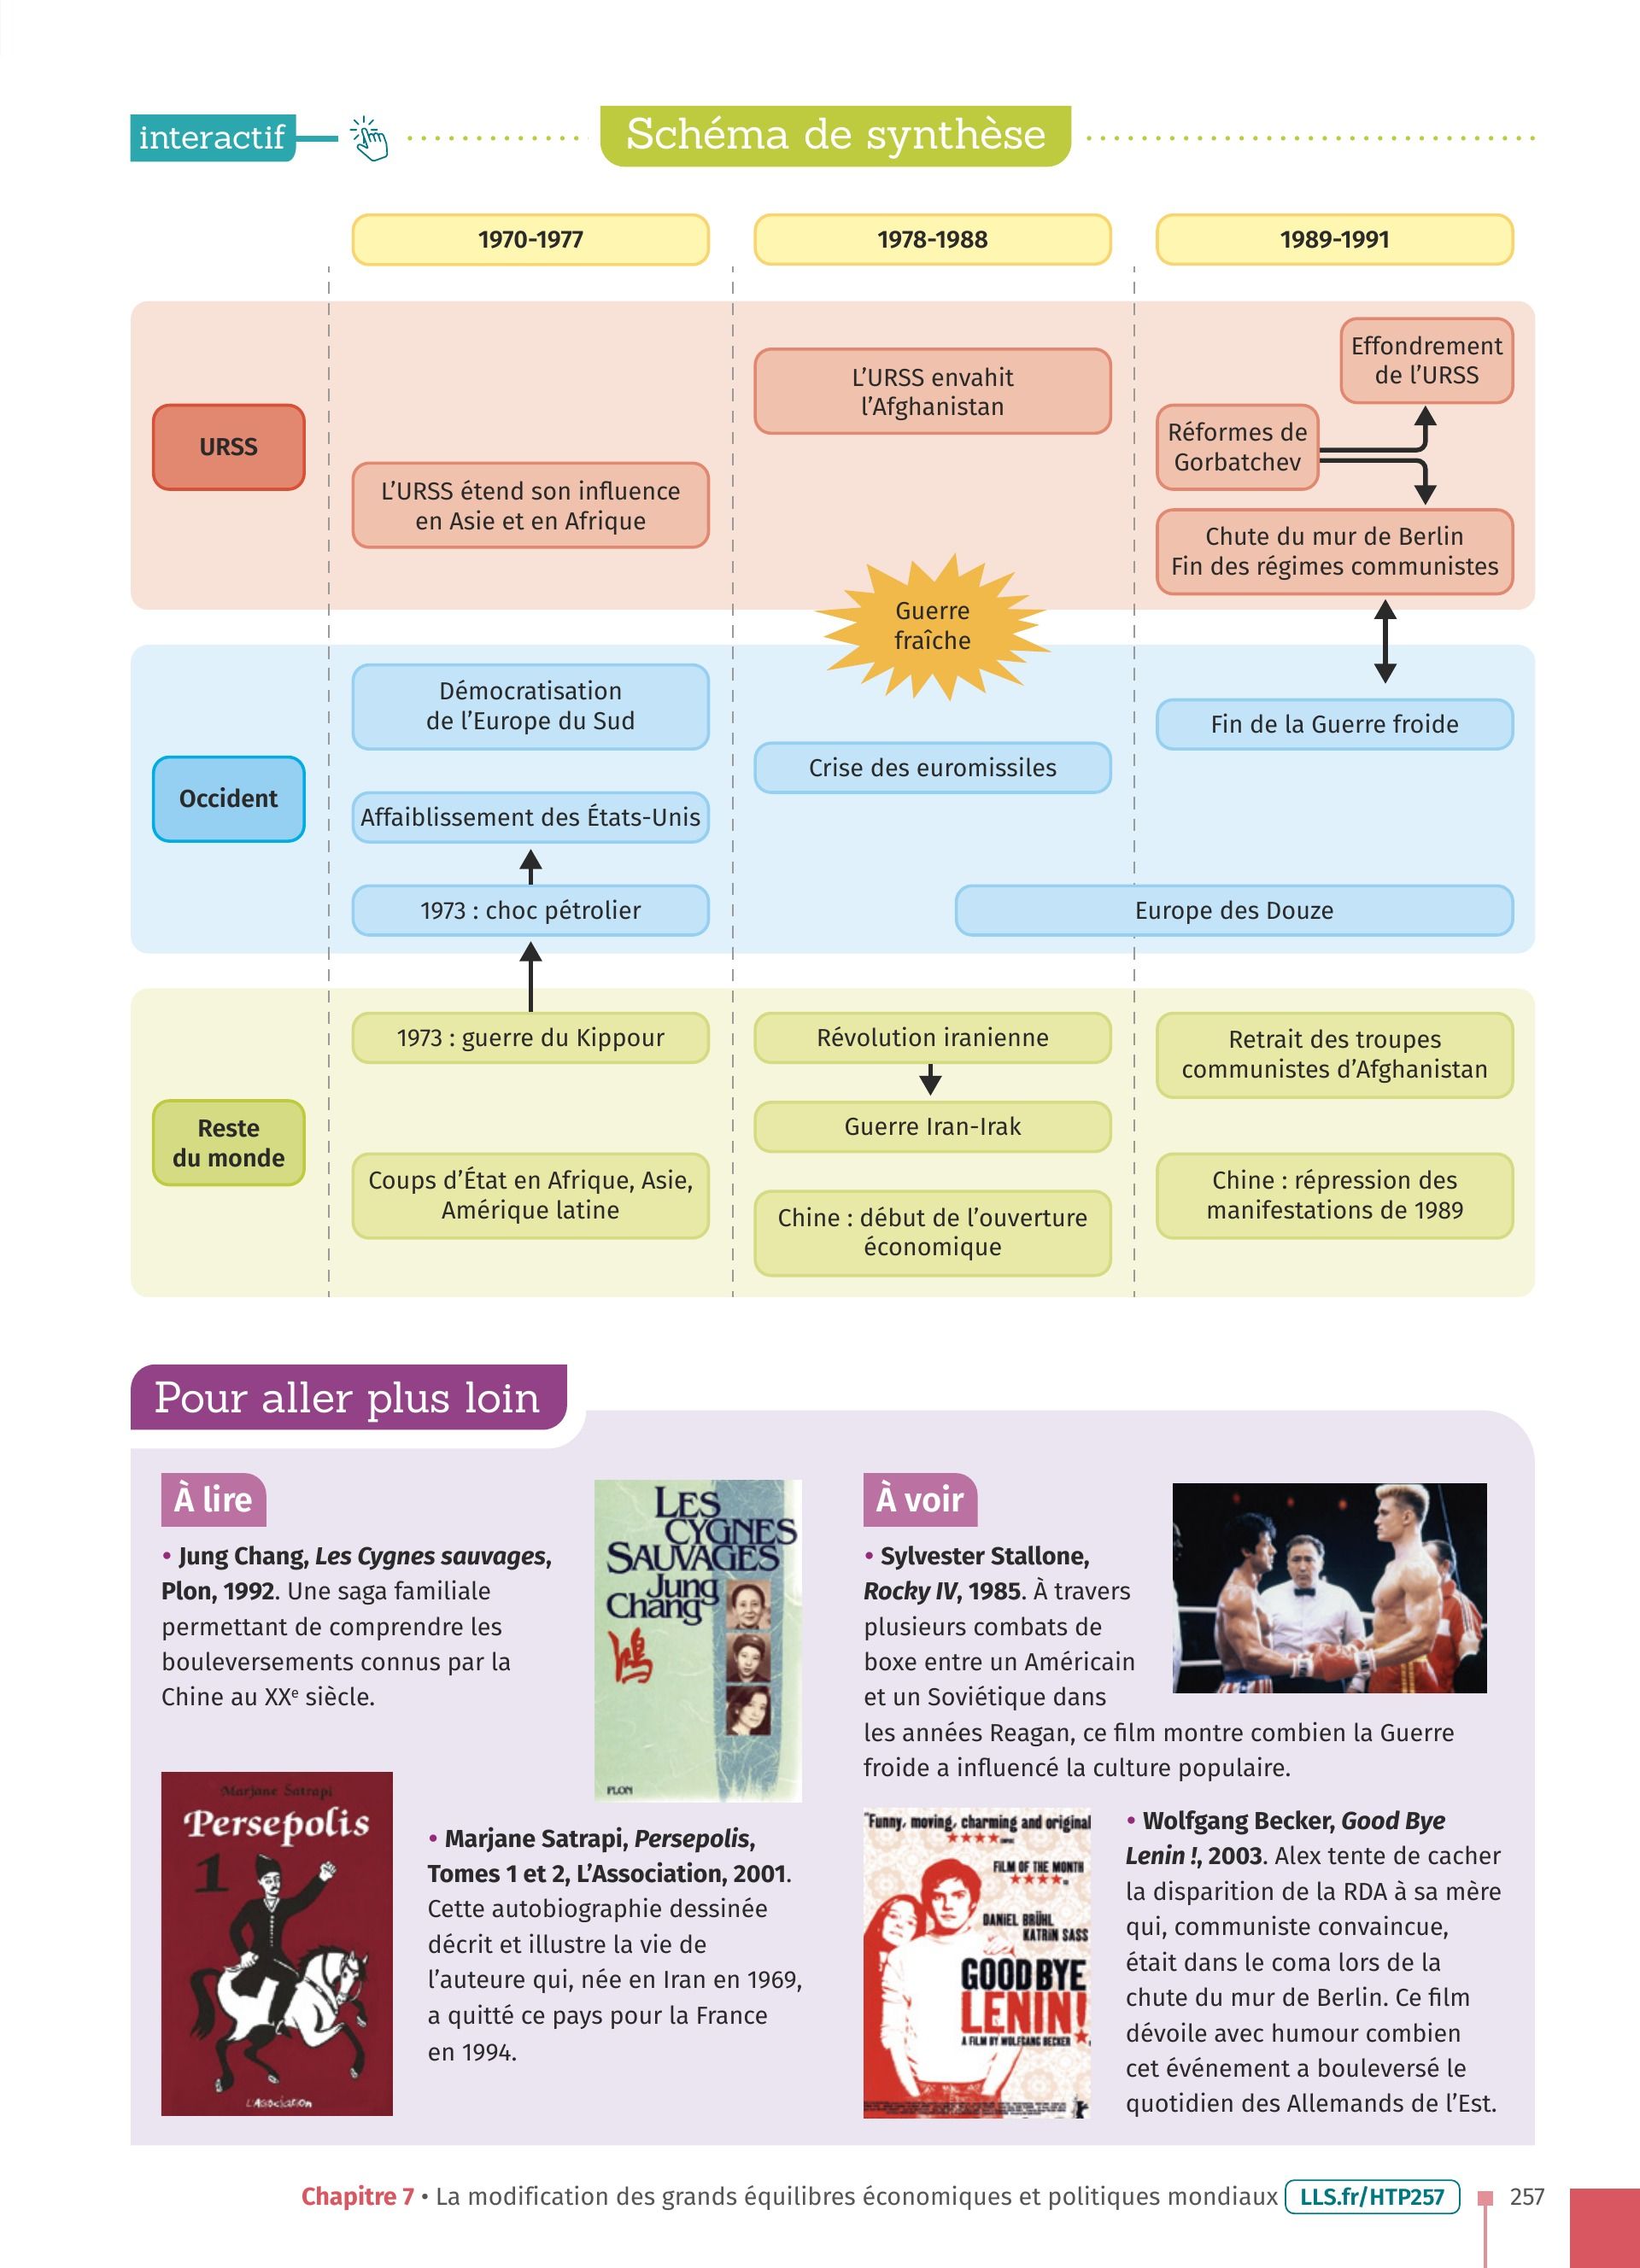 interactif
Schéma de synthèse
1970-1977
1978-1988
1989-1991
URSS
L’URSS étend son influence
en Asie et en Afrique
L’URSS envahit
l’Afghanistan
Effondrement
de l’URSS
Réformes de
Gorbatchev
Chute du mur de Berlin
Fin des régimes communistes
Guerre
fraîche
Occident
Démocratisation
de l’Europe du Sud
Affaiblissement des États-Unis
1973 : choc pétrolier
Crise des euromissiles
Fin de la Guerre froide
Europe des Douze
Reste
du monde
1973 : guerre du Kippour
Coups d’État en Afrique, Asie,
Amérique latine
Révolution iranienne
Guerre Iran-Irak
Chine : début de l’ouverture
économique
Retrait des troupes
communistes d’Afghanistan
Chine : répression des
manifestations de 1989
Pour aller plus loin
À lire
• Jung Chang, Les Cygnes sauvages,
Plon, 1992. Une saga familiale
permettant de comprendre les
bouleversements connus par la
Chine au XXe siècle.
LES
CYGNES
SAUVAGES
Jung
Chang
鴻
PLON
Marjane Satrapi
Persepolis
1
L'Association
• Marjane Satrapi, Persepolis,
Tomes 1 et 2, L’Association, 2001.
Cette autobiographie dessinée
décrit et illustre la vie de
l’auteure qui, née en Iran en 1969,
a quitté ce pays pour la France
en 1994.
À voir
• Sylvester Stallone,
Rocky IV, 1985. À travers
plusieurs combats de
boxe entre un Américain
et un Soviétique dans
les années Reagan, ce film montre combien la Guerre
froide a influencé la culture populaire.
"Funny, moving, charming and original
FILM OF THE MONTH
DANIEL BRÜHL
KATRIN SASS
GOOD BYE
LENIN!
A FILM BY WOLFGANG BECKER
• Wolfgang Becker, Good Bye
Lenin !, 2003. Alex tente de cacher
la disparition de la RDA à sa mère
qui, communiste convaincue,
était dans le coma lors de la
chute du mur de Berlin. Ce film
dévoile avec humour combien
cet événement a bouleversé le
quotidien des Allemands de l’Est.
Chapitre 7 • La modification des grands équilibres économiques et politiques mondiaux LLS.fr/HTP257 257